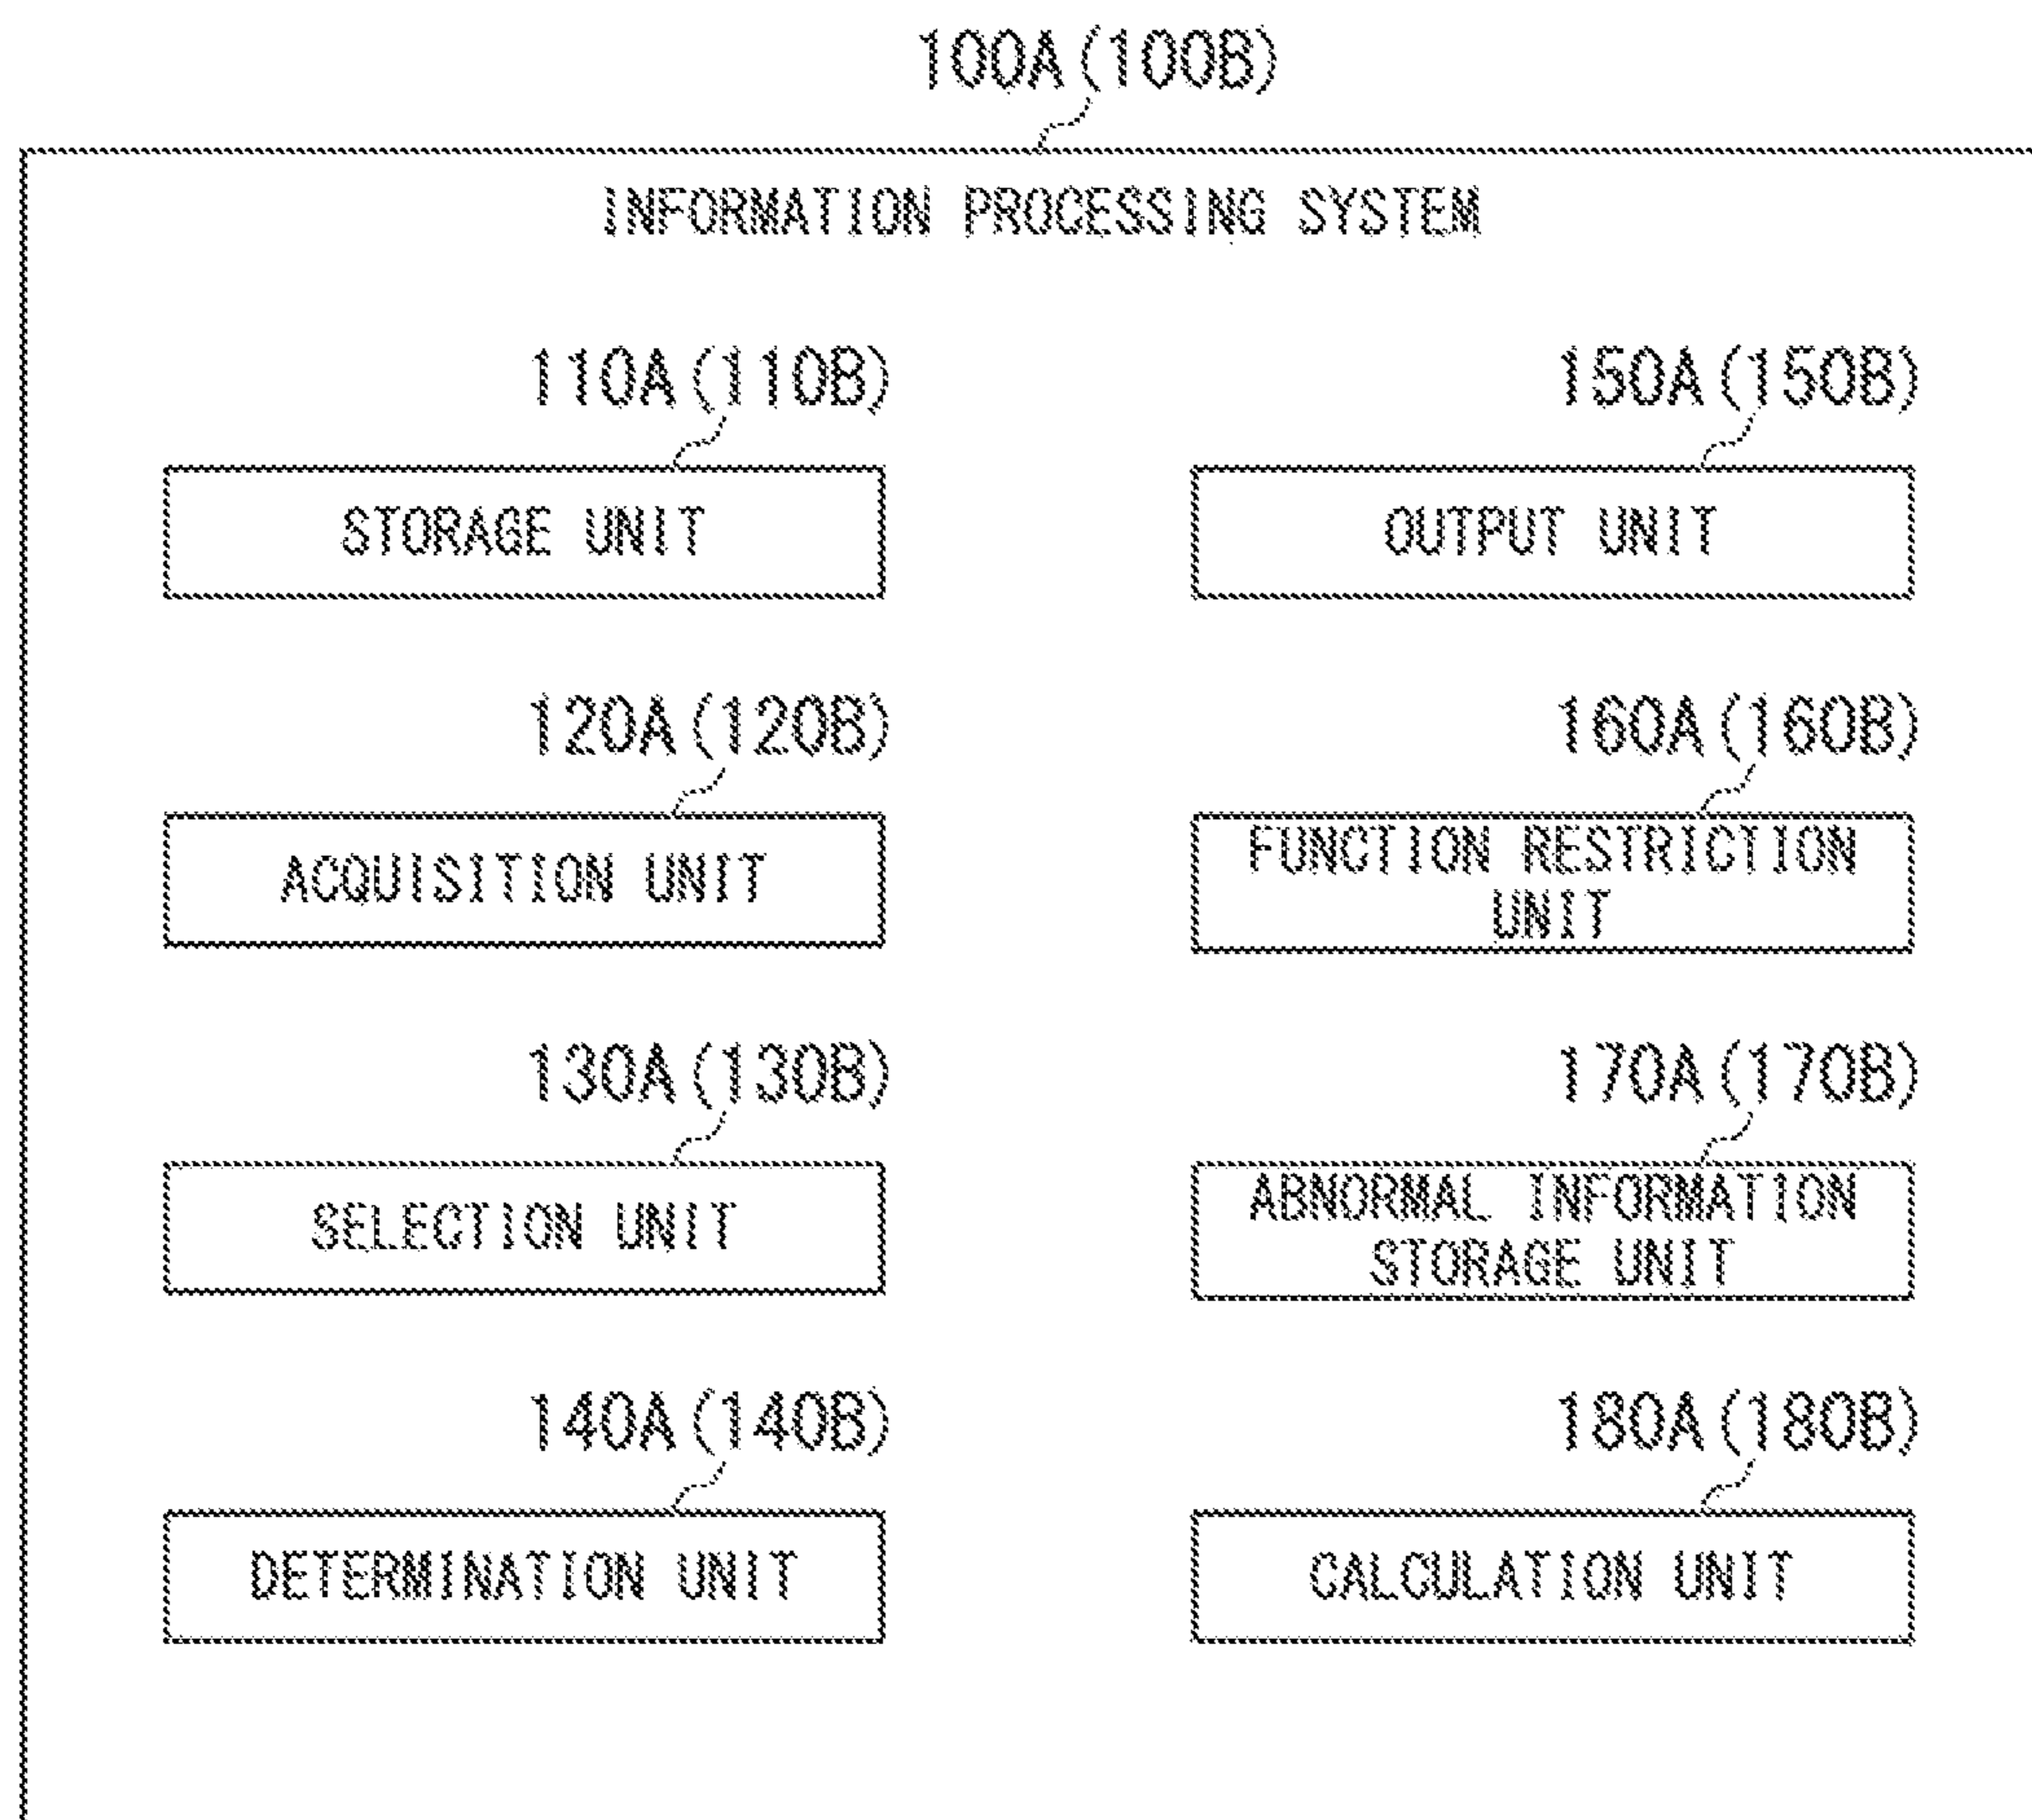 100A(100B)
INFORMATION PROCESSING SYSTEM
110A(110B)
STORAGE UNIT
120A(120B)
ACQUISITION UNIT
130A(130B)
SELECTION UNIT
140A(140B)
DETERMINATION UNIT
150A(150B)
OUTPUT UNIT
160A(160B)
FUNCTION RESTRICTION
UNIT
170A(170B)
ABNORMAL INFORMATION
STORAGE UNIT
180A(180B)
CALCULATION UNIT